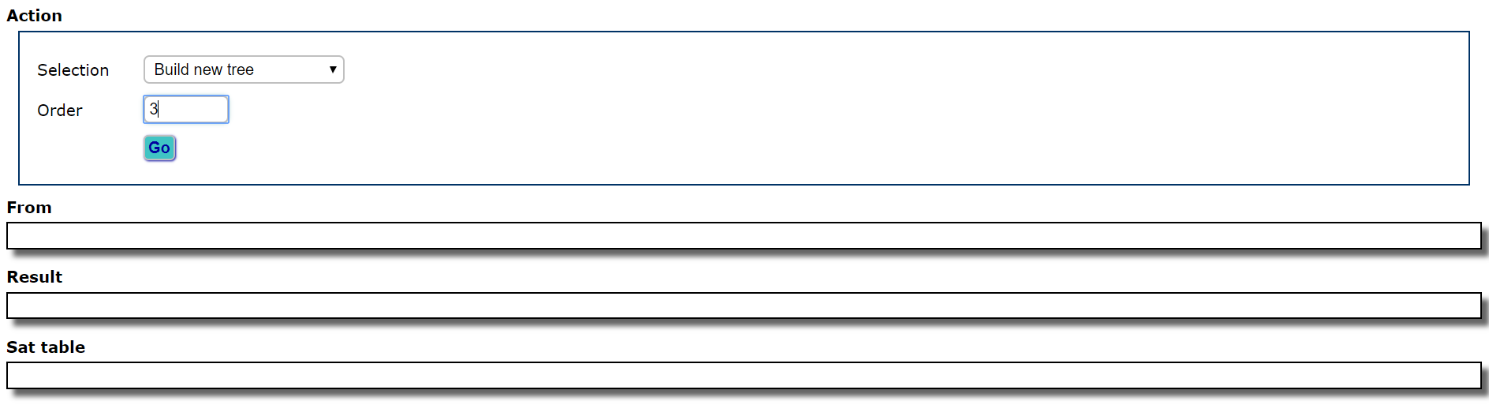 Action
Selection Build new tree
Order 3
Go
From
Result
Sat table